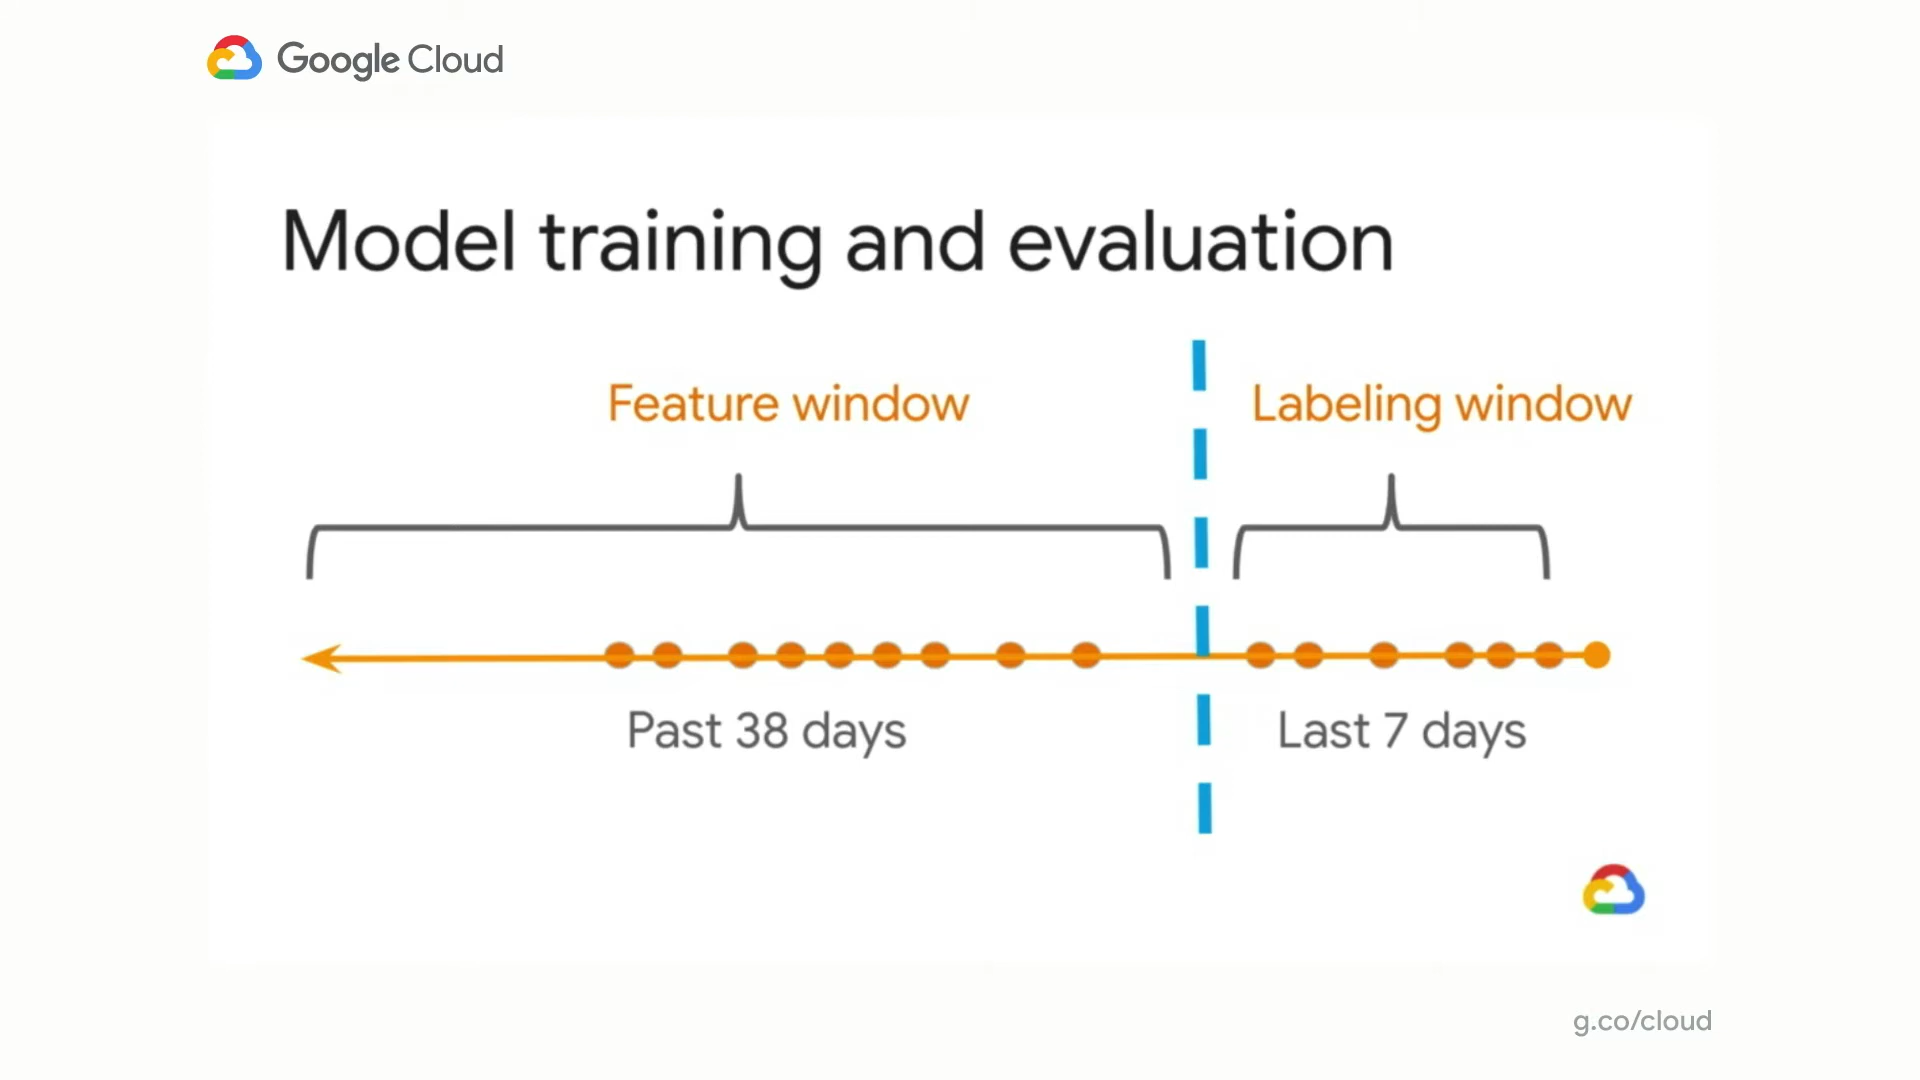 Google Cloud
Model training and evaluation
Feature window
Labeling window
Past 38 days
Last 7 days
g.co/cloud